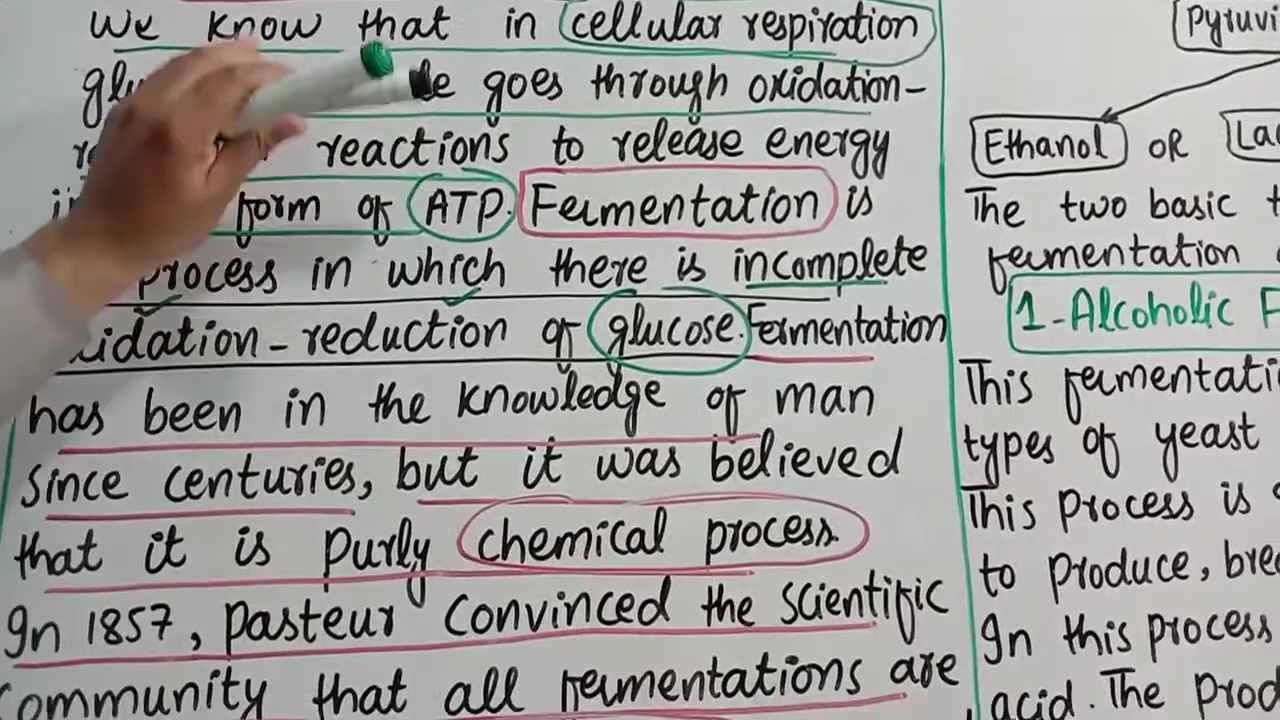 We know that in cellular respiration
goes through oxidation-
reactions to release energy
form of ATP. Fermentation is
process in which there is incomplete
idation-reduction of glucose. Fermentation
has been in the knowledge of man
since centuries, but it was believed
that it is purly chemical process.
In 1857, Pasteur convinced the scientific
community that all fermentations are
Pyruvi
Ethanol OR La
The two basic t
fermentation
1-Alcoholic F
This fermentati
types of yeast
This process is
to produce, bre
In this process
acid. The prod